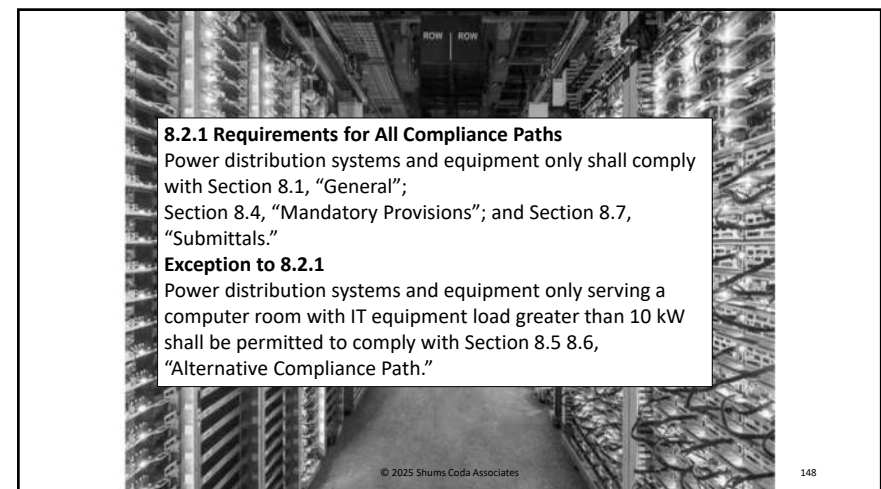 ROW | ROW
8.2.1 Requirements for All Compliance Paths
Power distribution systems and equipment only shall comply
with Section 8.1, “General”;
Section 8.4, “Mandatory Provisions”; and Section 8.7,
“Submittals.”
Exception to 8.2.1
Power distribution systems and equipment only serving a
computer room with IT equipment load greater than 10 kW
shall be permitted to comply with Section 8.5 8.6,
“Alternative Compliance Path.”
© 2025 Shums Coda Associates
148